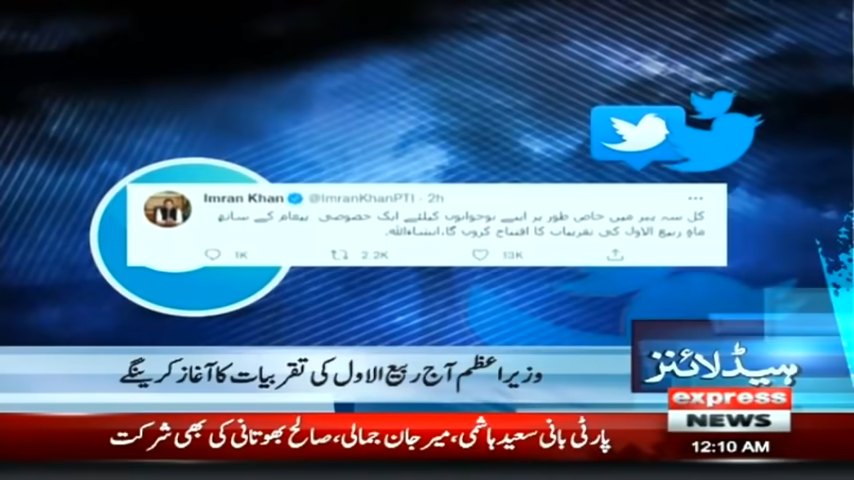 Imran Khan @ImranKhanPTI · 2h
کل سہ پہر میں خاص طور پر اپنے نوجوانوں کیلئے ایک خصوصی پیغام کے ساتھ
ماہِ ربیع الاول کی تقریبات کا افتتاح کروں گا،انشاءاللہ۔
1K 2.2K 13K
وزیراعظم آج ربیع الاول کی تقریبات کا آغاز کرینگے
ہیڈلائنز
express
NEWS
پارٹی بانی سعید ہاشمی، میر جان جمالی، صالح بھوتانی کی بھی شرکت
12:10 AM